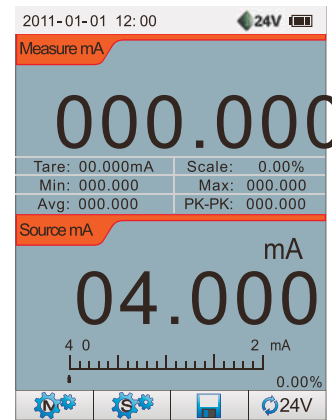 2011-01-01 12:00 24V
Measure mA
000.000
Tare: 00.000mA Scale: 0.00%
Min: 000.000 Max: 000.000
Avg: 000.000 PK-PK: 000.000
Source mA
mA
04.000
4 0 2 mA
0.00%
M S 24V